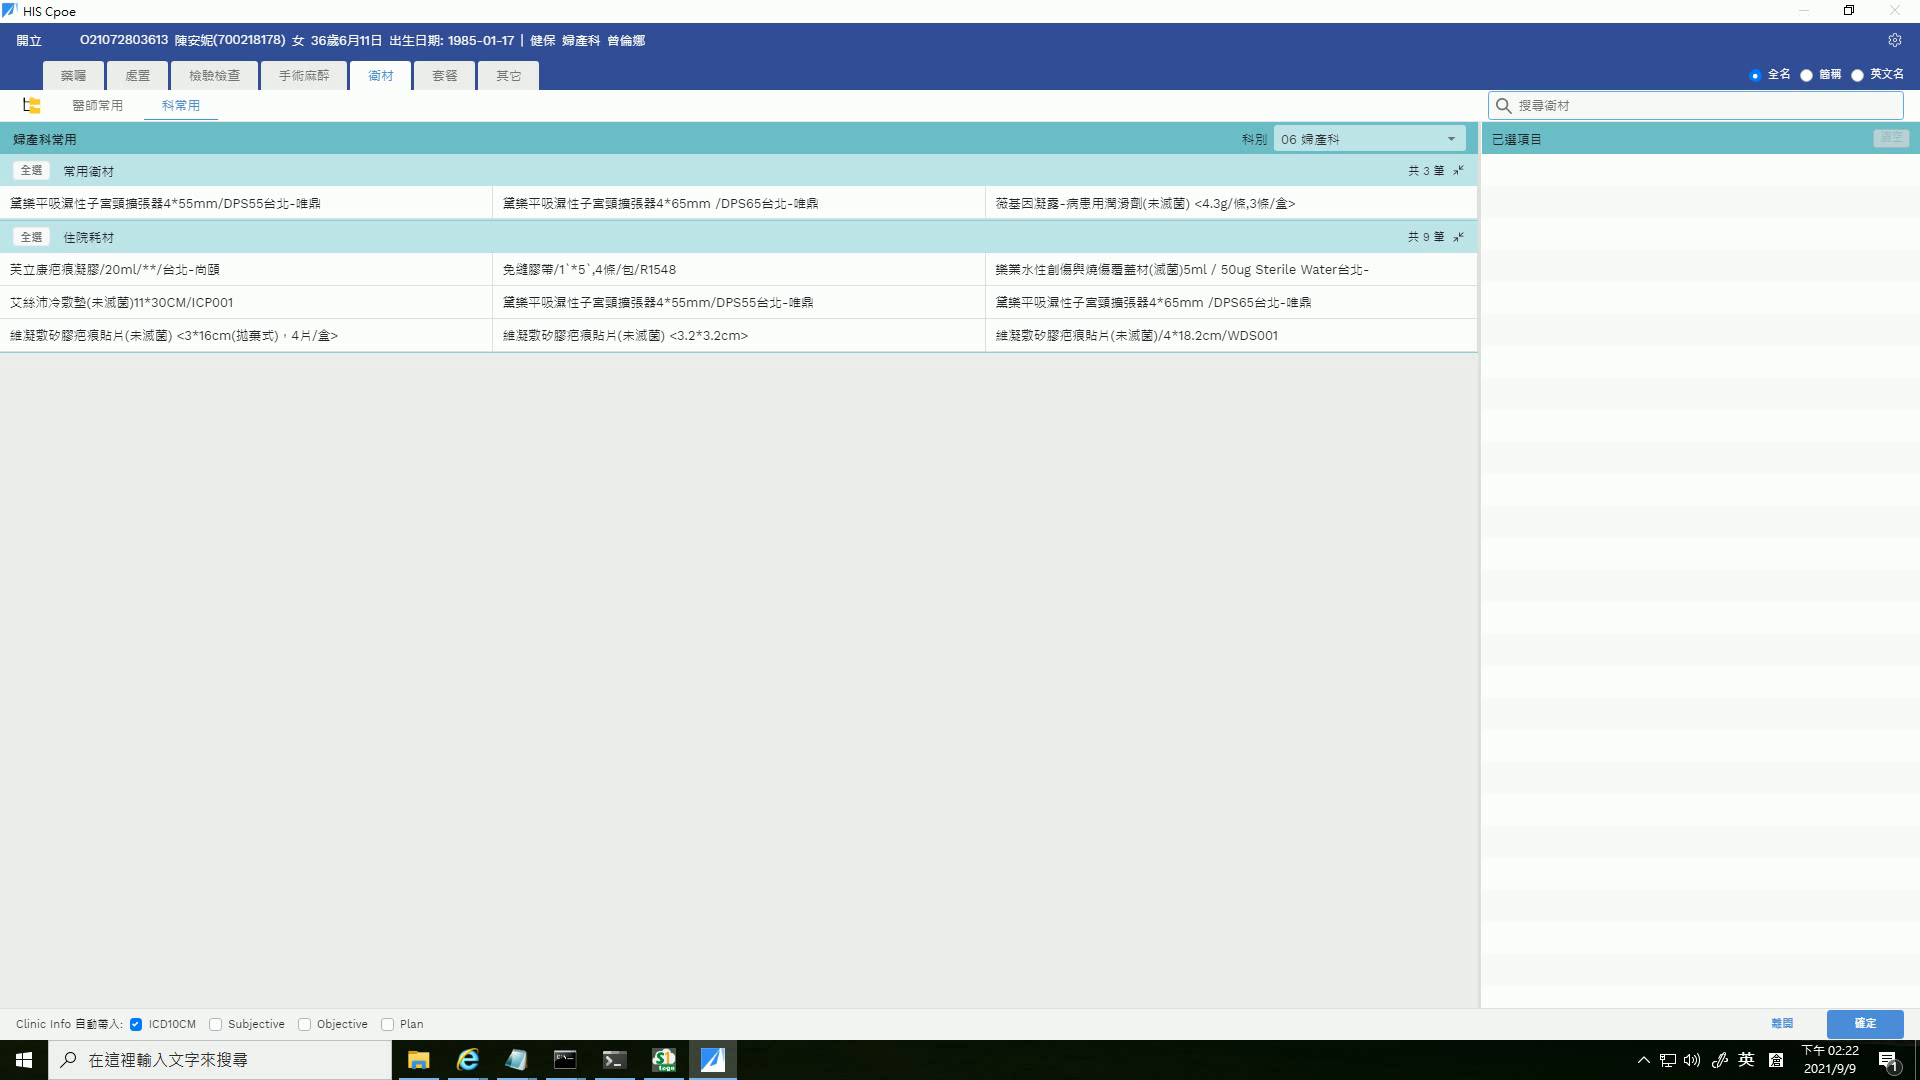 HIS Cpoe
開立 O21072803613 陳安妮(700218178) 女 36歲6月11日 出生日期: 1985-01-17 | 健保 婦產科 曾倫娜
藥囑 處置 檢驗檢查 手術麻醉 衛材 套餐 其它
全名 簡稱 英文名
醫師常用 科常用
搜尋衛材
婦產科常用 科別 06 婦產科
已選項目 清空
全選 常用衛材 共 3 筆
黛樂平吸濕性子宮頸擴張器4*55mm/DPS55台北-唯鼎
黛樂平吸濕性子宮頸擴張器4*65mm /DPS65台北-唯鼎
薇基因凝露-病患用潤滑劑(未滅菌) <4.3g/條,3條/盒>
全選 住院耗材 共 9 筆
芙立康疤痕凝膠/20ml/**/台北-尚頤
免縫膠帶/1`*5`,4條/包/R1548
樂業水性創傷與燒傷覆蓋材(滅菌)5ml / 50ug Sterile Water台北-
艾絲沛冷敷墊(未滅菌)11*30CM/ICP001
黛樂平吸濕性子宮頸擴張器4*55mm/DPS55台北-唯鼎
黛樂平吸濕性子宮頸擴張器4*65mm /DPS65台北-唯鼎
維凝敷矽膠疤痕貼片(未滅菌) <3*16cm(拋棄式)，4片/盒>
維凝敷矽膠疤痕貼片(未滅菌) <3.2*3.2cm>
維凝敷矽膠疤痕貼片(未滅菌)/4*18.2cm/WDS001
Clinic Info 自動帶入: ICD10CM Subjective Objective Plan
離開 確定
在這裡輸入文字來搜尋
英
下午 02:22
2021/9/9
1